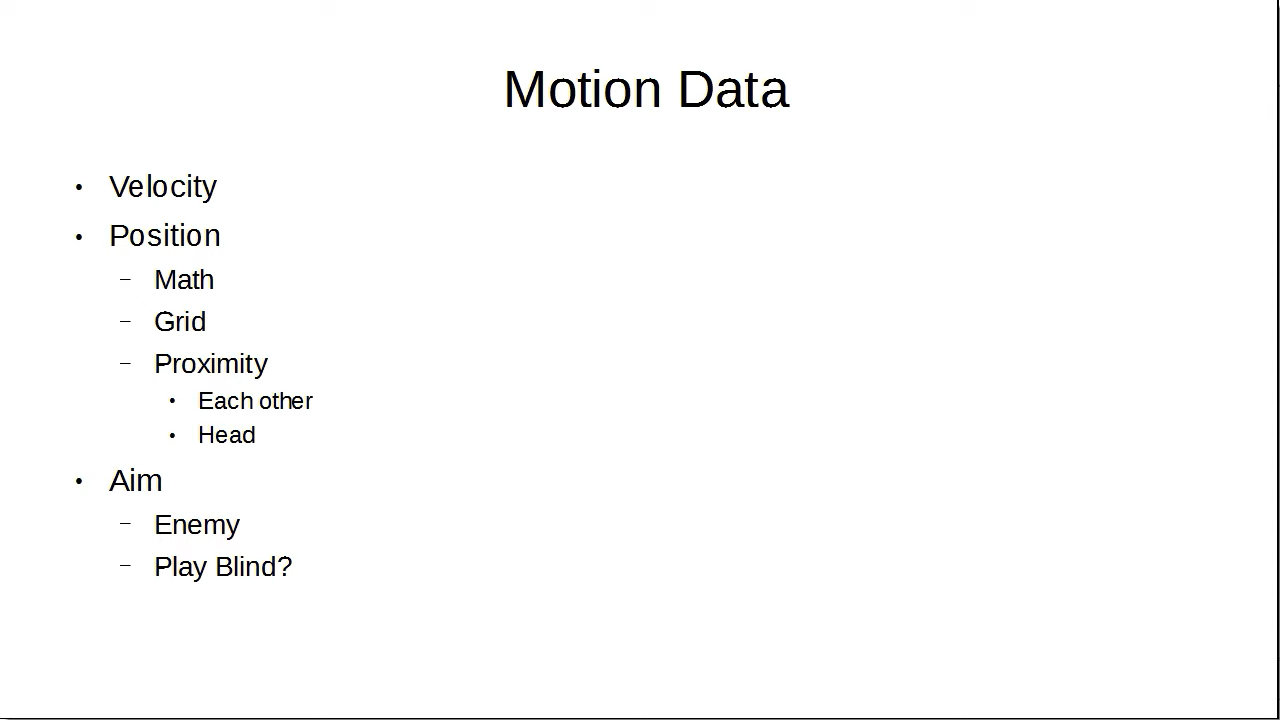 Motion Data
• Velocity
• Position
– Math
– Grid
– Proximity
• Each other
• Head
• Aim
– Enemy
– Play Blind?